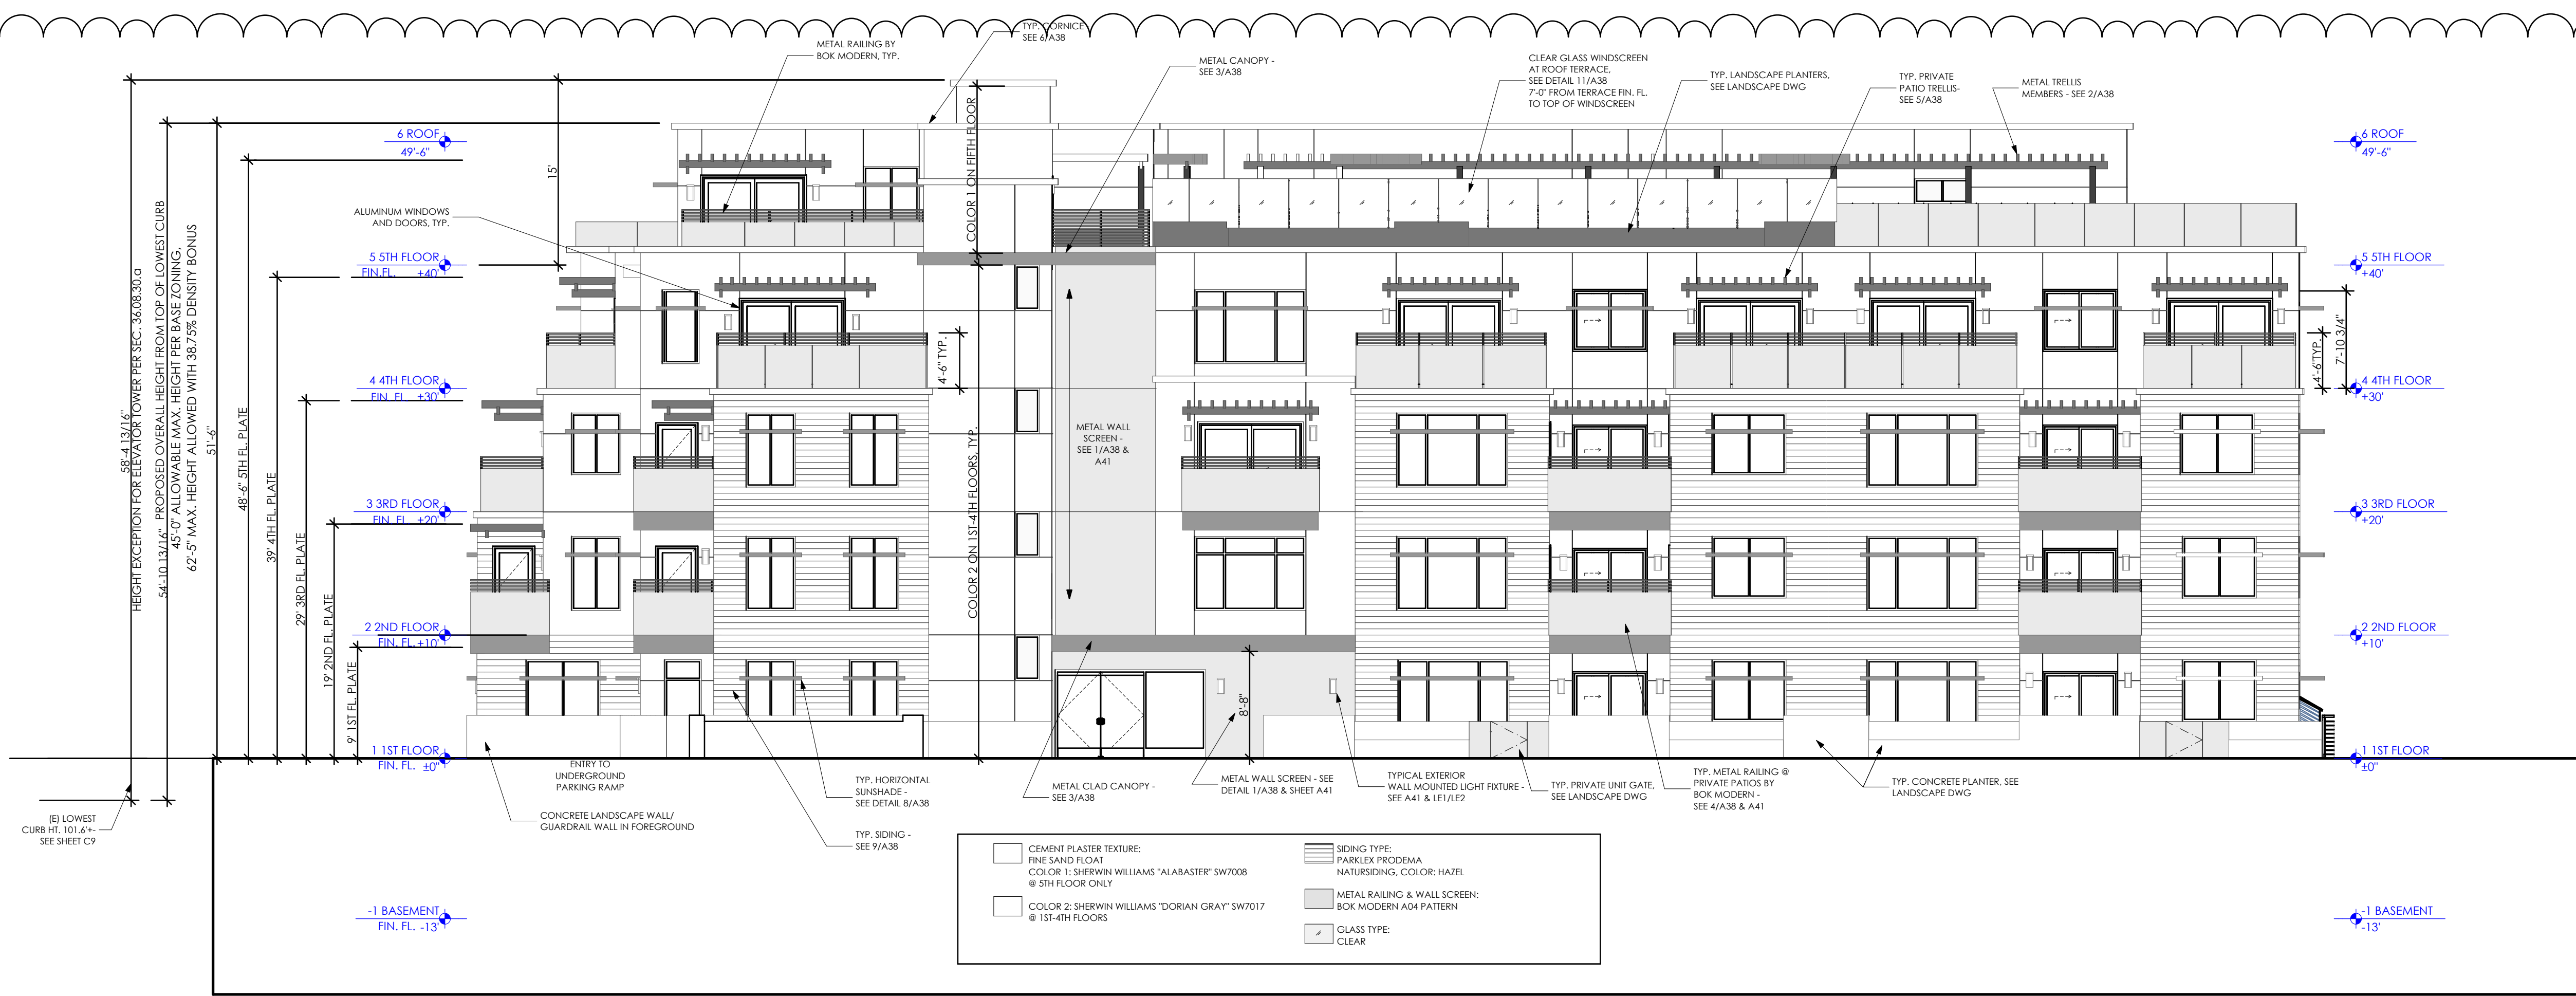 TYP. CORNICE -
SEE 6/A38
METAL RAILING BY
BOK MODERN, TYP.
METAL CANOPY -
SEE 3/A38
CLEAR GLASS WINDSCREEN
AT ROOF TERRACE,
SEE DETAIL 11/A38
7'-0" FROM TERRACE FIN. FL.
TO TOP OF WINDSCREEN
TYP. LANDSCAPE PLANTERS,
SEE LANDSCAPE DWG
TYP. PRIVATE
PATIO TRELLIS-
SEE 5/A38
METAL TRELLIS
MEMBERS - SEE 2/A38
6 ROOF
49'-6"
6 ROOF
49'-6"
15'
COLOR 1 ON FIFTH FLOOR
ALUMINUM WINDOWS
AND DOORS, TYP.
5 5TH FLOOR
FIN.FL. +40'
5 5TH FLOOR
+40'
58'-4 13/16"
HEIGHT EXCEPTION FOR ELEVATOR TOWER PER SEC. 36.08.30.a
54'-10 13/16" PROPOSED OVERALL HEIGHT FROM TOP OF LOWEST CURB
45'-0" ALLOWABLE MAX. HEIGHT PER BASE ZONING,
62'-5" MAX. HEIGHT ALLOWED WITH 38.75% DENSITY BONUS
51'-6"
48'-6" 5TH FL. PLATE
39' 4TH FL. PLATE
29' 3RD FL. PLATE
19' 2ND FL. PLATE
9' 1ST FL. PLATE
4'-6" TYP.
4'-6"TYP.
7'-10 3/4"
4 4TH FLOOR
FIN. FL. +30'
4 4TH FLOOR
+30'
METAL WALL
SCREEN -
SEE 1/A38 &
A41
COLOR 2 ON 1ST-4TH FLOORS, TYP.
3 3RD FLOOR
FIN. FL. +20'
3 3RD FLOOR
+20'
2 2ND FLOOR
FIN. FL. +10'
2 2ND FLOOR
+10'
8'-8"
1 1ST FLOOR
FIN. FL. ±0"
1 1ST FLOOR
±0"
ENTRY TO
UNDERGROUND
PARKING RAMP
TYP. HORIZONTAL
SUNSHADE -
SEE DETAIL 8/A38
METAL CLAD CANOPY -
SEE 3/A38
METAL WALL SCREEN - SEE
DETAIL 1/A38 & SHEET A41
TYPICAL EXTERIOR
WALL MOUNTED LIGHT FIXTURE -
SEE A41 & LE1/LE2
TYP. PRIVATE UNIT GATE,
SEE LANDSCAPE DWG
TYP. METAL RAILING @
PRIVATE PATIOS BY
BOK MODERN -
SEE 4/A38 & A41
TYP. CONCRETE PLANTER, SEE
LANDSCAPE DWG
(E) LOWEST
CURB HT. 101.6'+-
SEE SHEET C9
CONCRETE LANDSCAPE WALL/
GUARDRAIL WALL IN FOREGROUND
TYP. SIDING -
SEE 9/A38
CEMENT PLASTER TEXTURE:
FINE SAND FLOAT
COLOR 1: SHERWIN WILLIAMS "ALABASTER" SW7008
@ 5TH FLOOR ONLY
COLOR 2: SHERWIN WILLIAMS "DORIAN GRAY" SW7017
@ 1ST-4TH FLOORS
SIDING TYPE:
PARKLEX PRODEMA
NATURSIDING, COLOR: HAZEL
METAL RAILING & WALL SCREEN:
BOK MODERN A04 PATTERN
GLASS TYPE:
CLEAR
-1 BASEMENT
FIN. FL. -13'
-1 BASEMENT
-13'